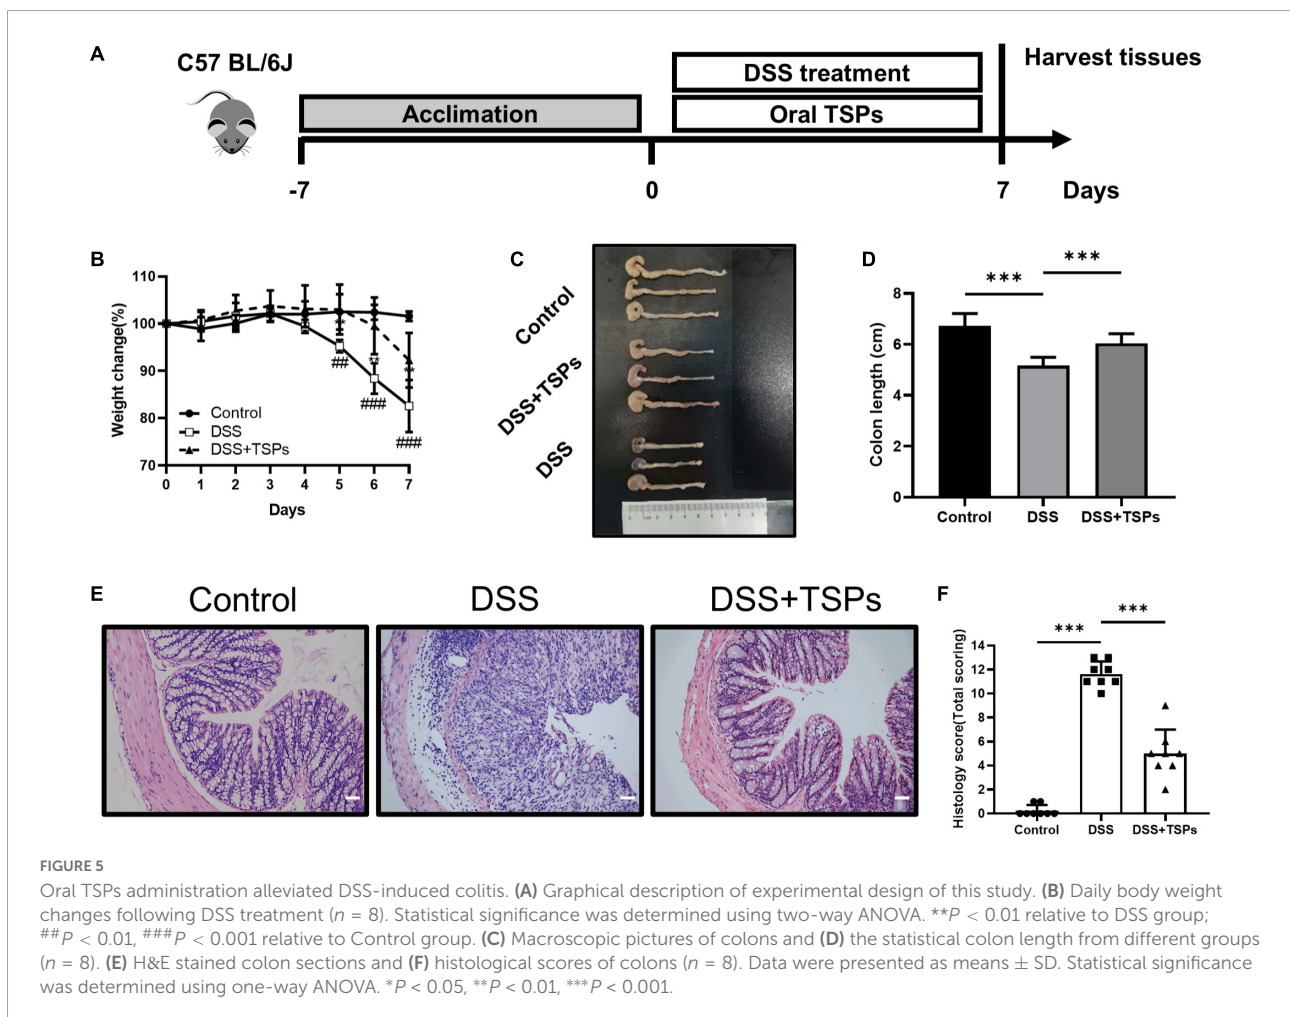 A
C57 BL/6J
DSS treatment
Harvest tissues
Acclimation
Oral TSPs
-7
0
7
Days
B
Weight change(%)
110
100
90
80
70
**
**
**
##
###
###
Control
DSS
DSS+TSPs
0 1 2 3 4 5 6 7
Days
C
Control
DSS+TSPs
DSS
D
***
***
Colon length (cm)
8
6
4
2
0
Control DSS DSS+TSPs
E
Control
DSS
DSS+TSPs
F
***
***
Histology score(Total scoring)
14
12
10
8
6
4
2
0
Control DSS DSS+TSPs
FIGURE 5
Oral TSPs administration alleviated DSS-induced colitis. (A) Graphical description of experimental design of this study. (B) Daily body weight
changes following DSS treatment (n = 8). Statistical significance was determined using two-way ANOVA. **P < 0.01 relative to DSS group;
##P < 0.01, ###P < 0.001 relative to Control group. (C) Macroscopic pictures of colons and (D) the statistical colon length from different groups
(n = 8). (E) H&E stained colon sections and (F) histological scores of colons (n = 8). Data were presented as means ± SD. Statistical significance
was determined using one-way ANOVA. *P < 0.05, **P < 0.01, ***P < 0.001.